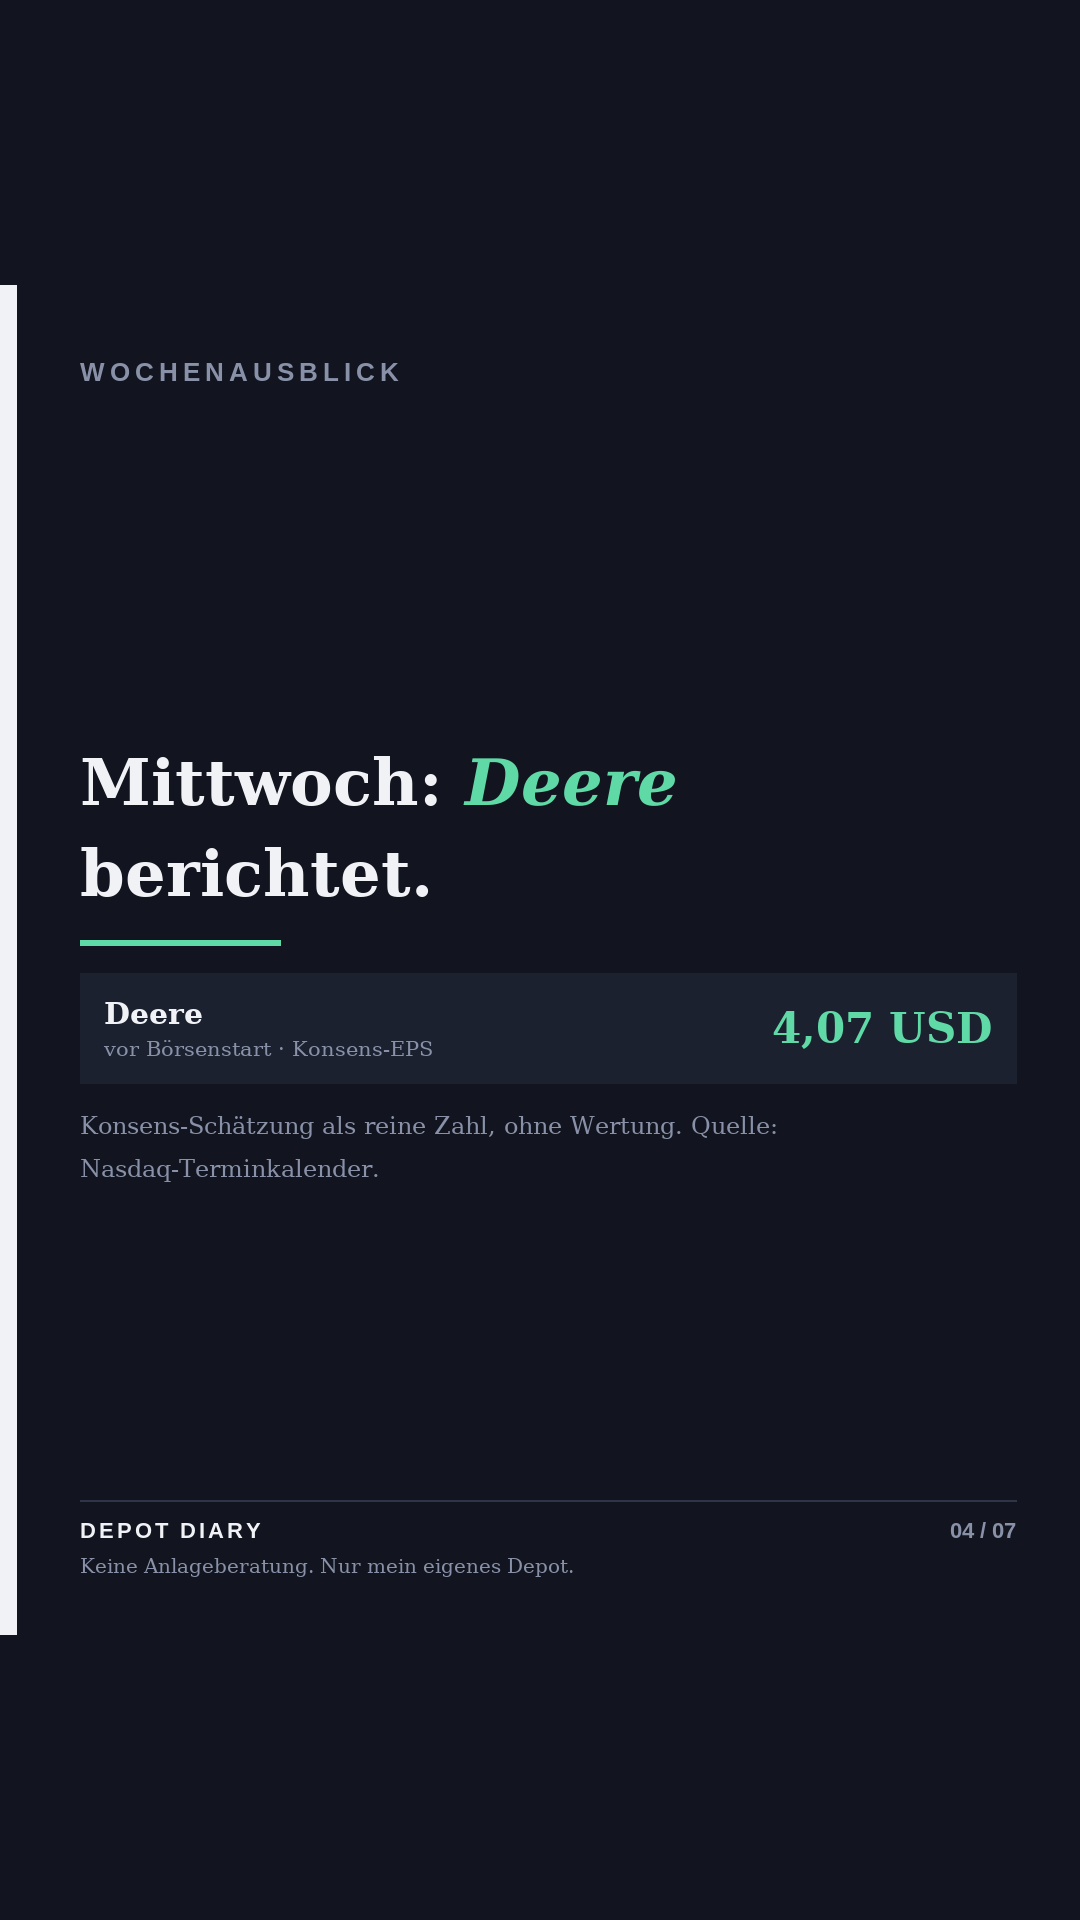 WOCHENAUSBLICK
Mittwoch: Deere
berichtet.
Deere
vor Börsenstart · Konsens-EPS
4,07 USD
Konsens-Schätzung als reine Zahl, ohne Wertung. Quelle:
Nasdaq-Terminkalender.
DEPOT DIARY
04 / 07
Keine Anlageberatung. Nur mein eigenes Depot.